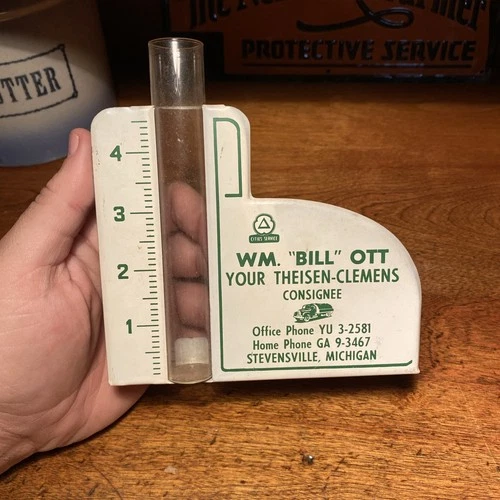 PROTECTIVE SERVICE
4
3
2
1
CITIES SERVICE
WM. "BILL" OTT
YOUR THEISEN-CLEMENS
CONSIGNEE
Office Phone YU 3-2581
Home Phone GA 9-3467
STEVENSVILLE, MICHIGAN